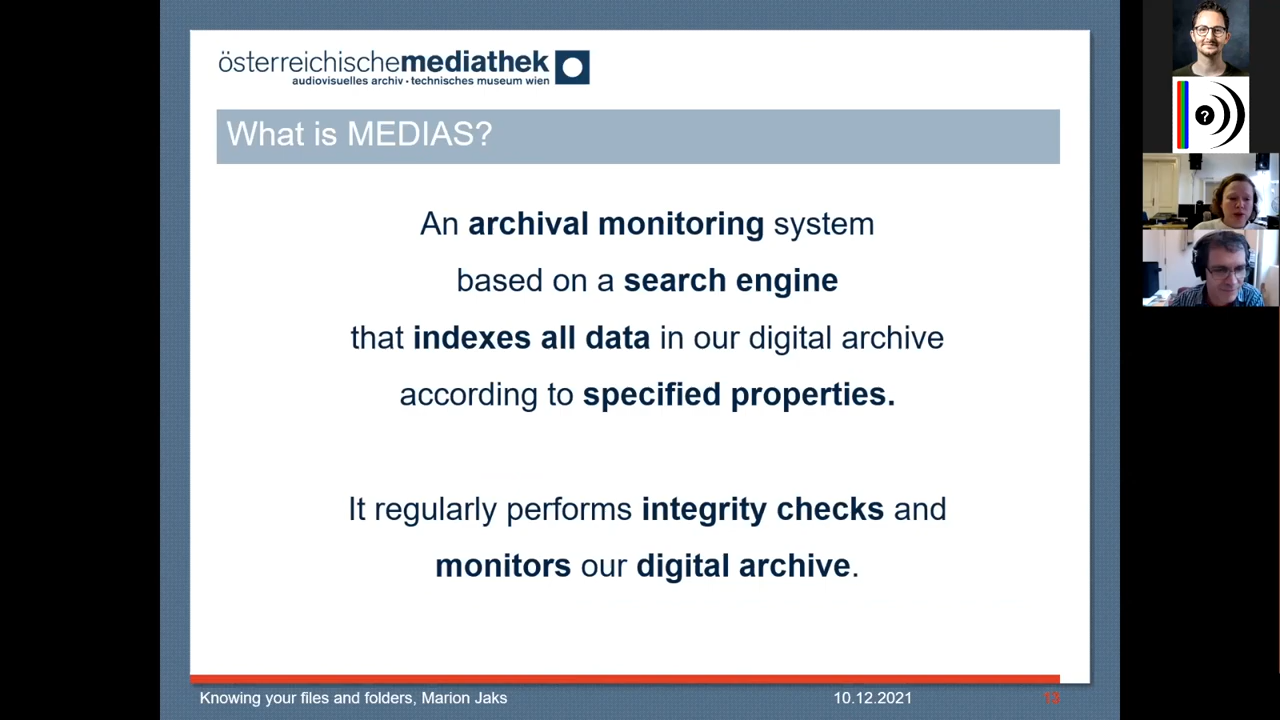 österreichischemediathek
audiovisuelles archiv · technisches museum wien
What is MEDIAS?
An archival monitoring system
based on a search engine
that indexes all data in our digital archive
according to specified properties.
It regularly performs integrity checks and
monitors our digital archive.
Knowing your files and folders, Marion Jaks 10.12.2021 13
?